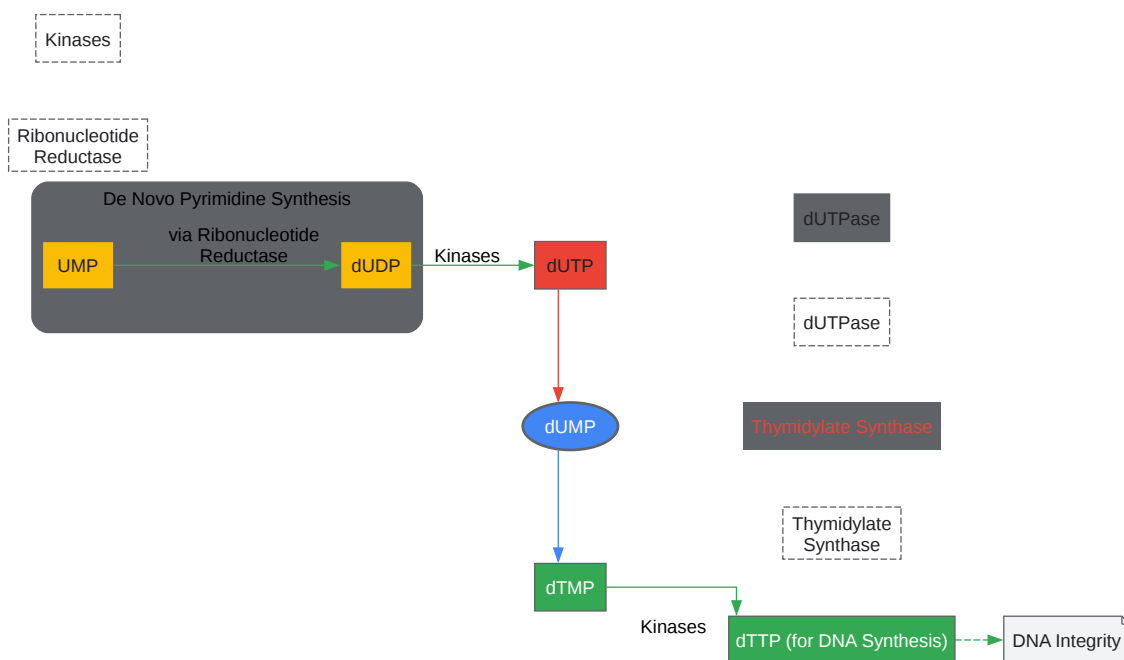 Kinases
Ribonucleotide
Reductase
De Novo Pyrimidine Synthesis
via Ribonucleotide
Reductase
UMP
dUDP
Kinases
dUTP
dUTPase
dUTPase
dUMP
Thymidylate Synthase
Thymidylate
Synthase
dTMP
Kinases
dTTP (for DNA Synthesis)
DNA Integrity